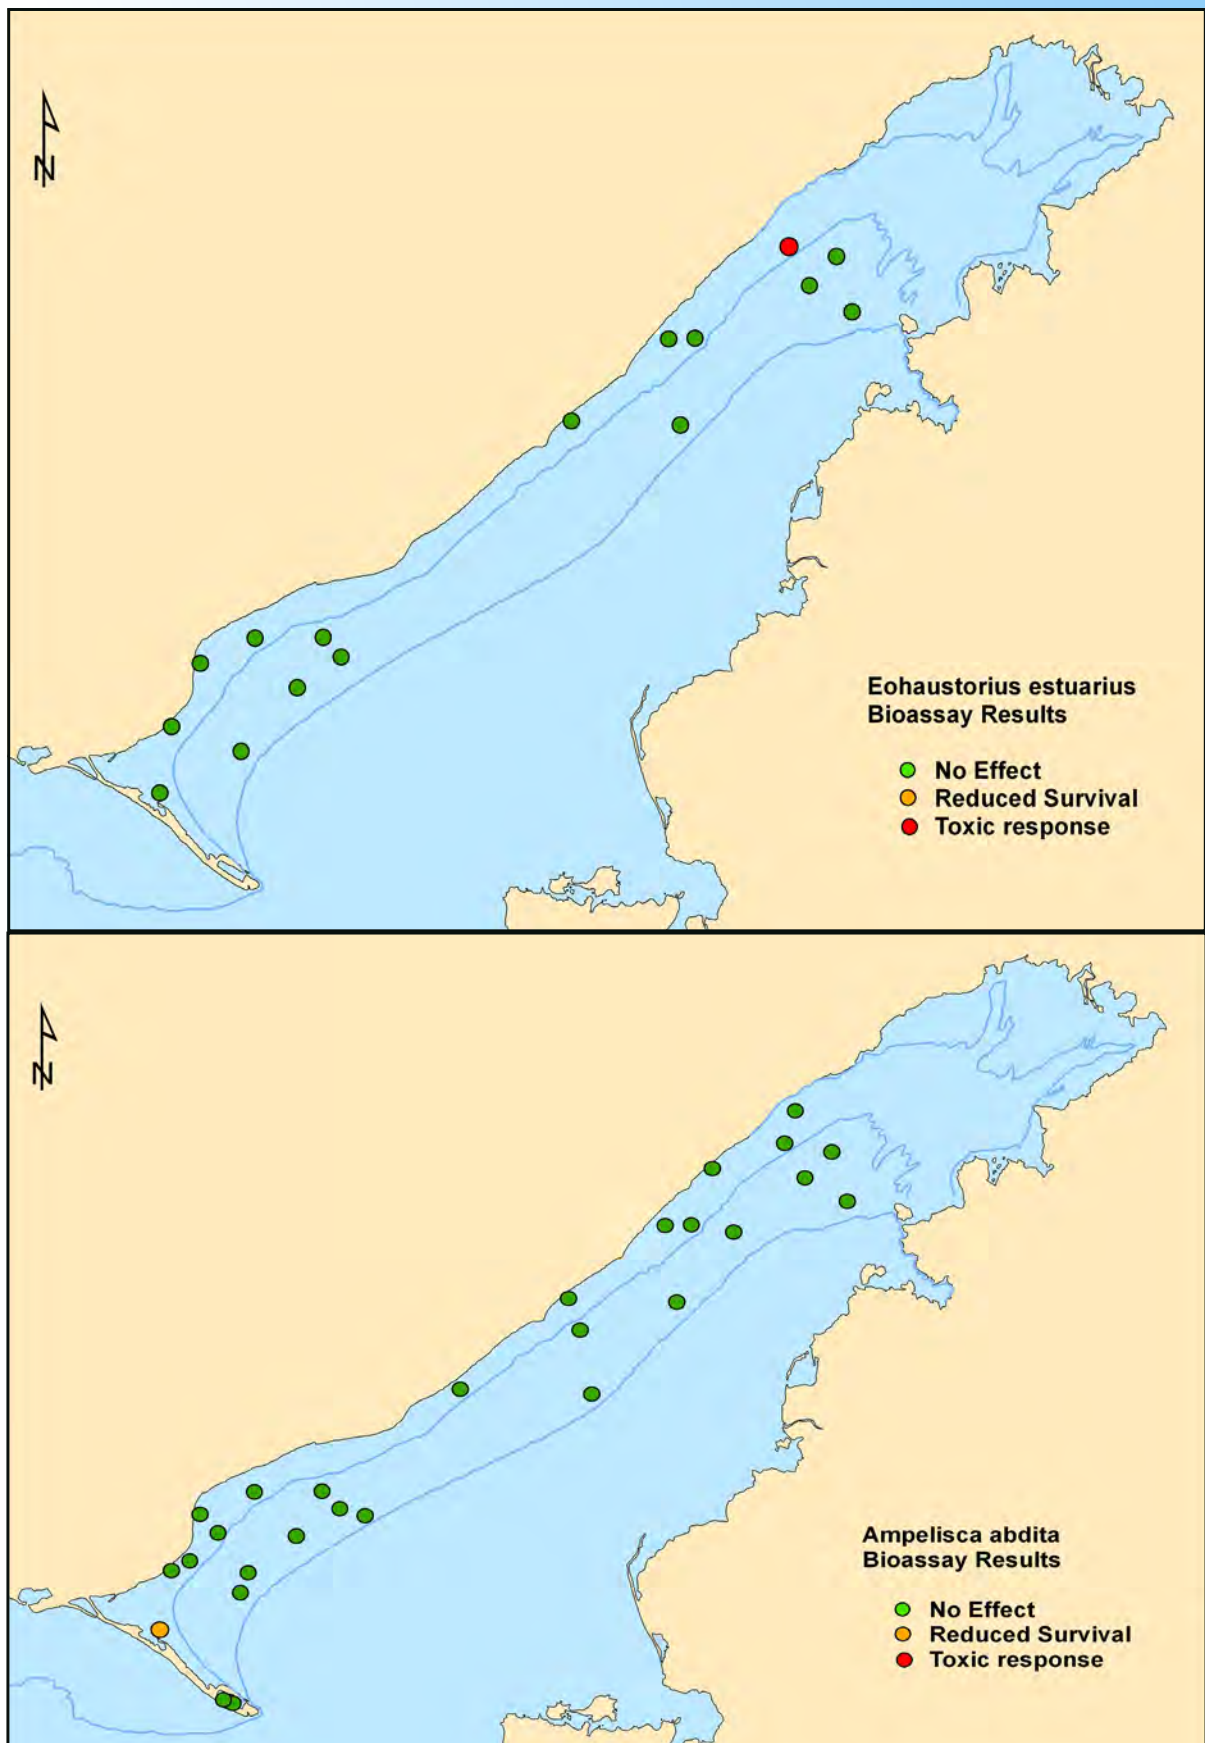 N
Eohaustorius estuarius
Bioassay Results
No Effect
Reduced Survival
Toxic response
N
Ampelisca abdita
Bioassay Results
No Effect
Reduced Survival
Toxic response